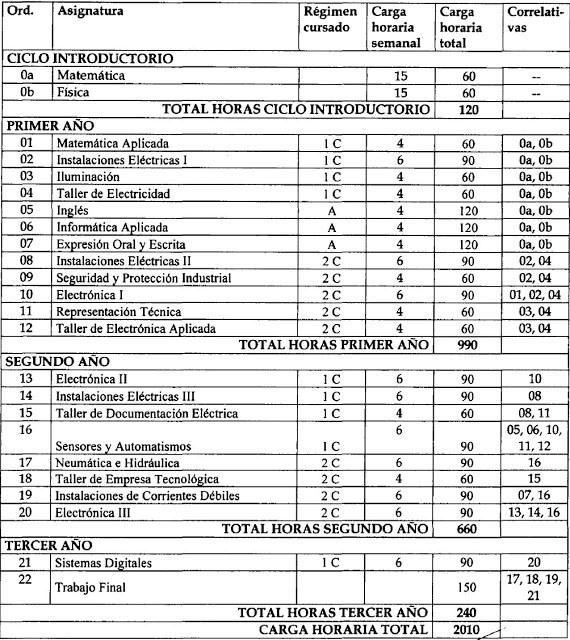 Ord. Asignatura Régimen cursado Carga horaria semanal Carga horaria total Correlati-vas
CICLO INTRODUCTORIO
0a Matemática 15 60 --
0b Física 15 60 --
TOTAL HORAS CICLO INTRODUCTORIO 120
PRIMER AÑO
01 Matemática Aplicada 1 C 4 60 0a, 0b
02 Instalaciones Eléctricas I 1 C 6 90 0a, 0b
03 Iluminación 1 C 4 60 0a, 0b
04 Taller de Electricidad 1 C 4 60 0a, 0b
05 Inglés A 4 120 0a, 0b
06 Informática Aplicada A 4 120 0a, 0b
07 Expresión Oral y Escrita A 4 120 0a, 0b
08 Instalaciones Eléctricas II 2 C 6 90 02, 04
09 Seguridad y Protección Industrial 2 C 4 60 02, 04
10 Electrónica I 2 C 6 90 01, 02, 04
11 Representación Técnica 2 C 4 60 03, 04
12 Taller de Electrónica Aplicada 2 C 4 60 03, 04
TOTAL HORAS PRIMER AÑO 990
SEGUNDO AÑO
13 Electrónica II 1 C 6 90 10
14 Instalaciones Eléctricas III 1 C 6 90 08
15 Taller de Documentación Eléctrica 1 C 4 60 08, 11
16 Sensores y Automatismos 1 C 6 90 05, 06, 10, 11, 12
17 Neumática e Hidráulica 2 C 6 90 16
18 Taller de Empresa Tecnológica 2 C 4 60 15
19 Instalaciones de Corrientes Débiles 2 C 6 90 07, 16
20 Electrónica III 2 C 6 90 13, 14, 16
TOTAL HORAS SEGUNDO AÑO 660
TERCER AÑO
21 Sistemas Digitales 1 C 6 90 20
22 Trabajo Final 150 17, 18, 19, 21
TOTAL HORAS TERCER AÑO 240
CARGA HORARIA TOTAL 2010